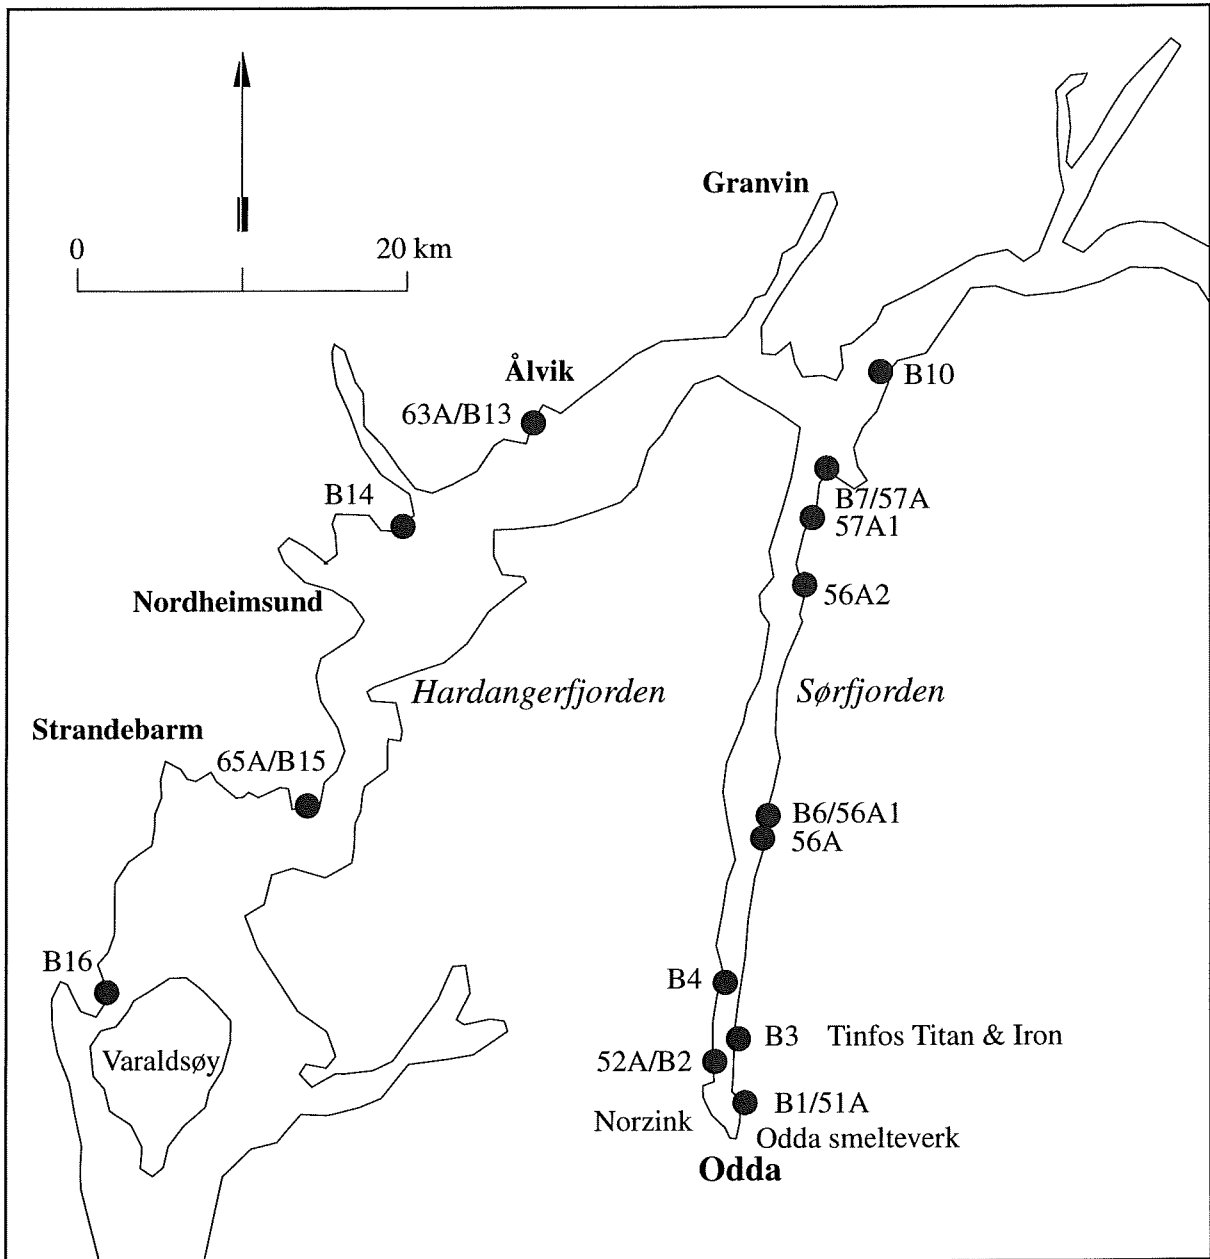 Granvin
0 20 km
Ålvik
B10
63A/B13
B14
B7/57A
57A1
56A2
Nordheimsund
Hardangerfjorden Sørfjorden
Strandebarm
65A/B15
B6/56A1
56A
B16
B4
B3 Tinfos Titan & Iron
Varaldsøy
52A/B2
B1/51A
Norzink
Odda smelteverk
Odda